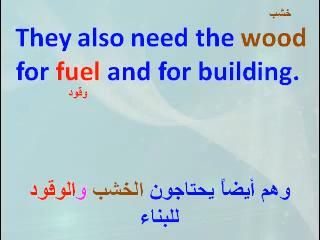 خشب
They also need the wood
for fuel and for building.
وقود
وهم أيضاً يحتاجون الخشب والوقود
للبناء